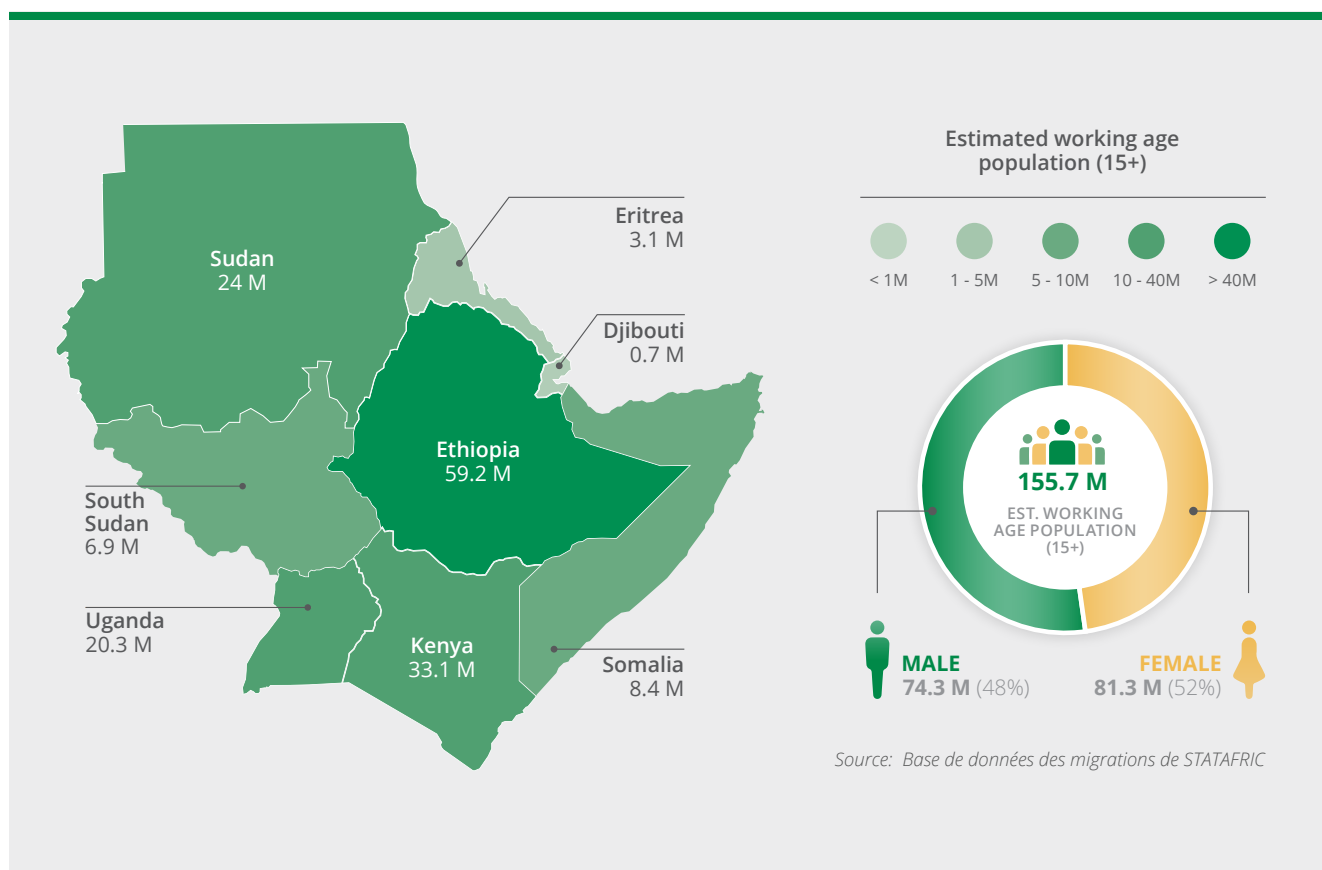 Sudan
24 M
Eritrea
3.1 M
Djibouti
0.7 M
Ethiopia
59.2 M
South
Sudan
6.9 M
Uganda
20.3 M
Kenya
33.1 M
Somalia
8.4 M
Estimated working age
population (15+)
< 1M
1 - 5M
5 - 10M
10 - 40M
> 40M
155.7 M
EST. WORKING
AGE POPULATION
(15+)
MALE
74.3 M (48%)
FEMALE
81.3 M (52%)
Source: Base de données des migrations de STATAFRIC